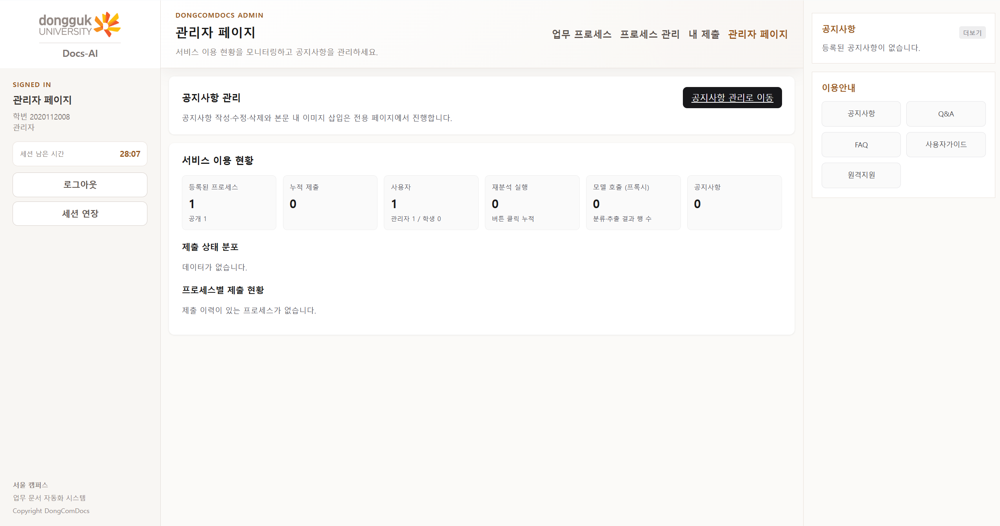 dongguk
UNIVERSITY
Docs-AI
SIGNED IN
관리자 페이지
학번 2020112008
관리자
세션 남은 시간 28:07
로그아웃
세션 연장
서울 캠퍼스
업무 문서 자동화 시스템
Copyright DongComDocs
DONGCOMDOCS ADMIN
관리자 페이지
서비스 이용 현황을 모니터링하고 공지사항을 관리하세요.
업무 프로세스 프로세스 관리 내 제출 관리자 페이지
공지사항 관리
공지사항 관리로 이동
공지사항 작성·수정·삭제와 본문 내 이미지 삽입은 전용 페이지에서 진행합니다.
서비스 이용 현황
등록된 프로세스
1
공개 1
누적 제출
0
사용자
1
관리자 1 / 학생 0
재분석 실행
0
버튼 클릭 누적
모델 호출 (프록시)
0
분류·추출 결과 행 수
공지사항
0
제출 상태 분포
데이터가 없습니다.
프로세스별 제출 현황
제출 이력이 있는 프로세스가 없습니다.
공지사항
더보기
등록된 공지사항이 없습니다.
이용안내
공지사항
Q&A
FAQ
사용자가이드
원격지원